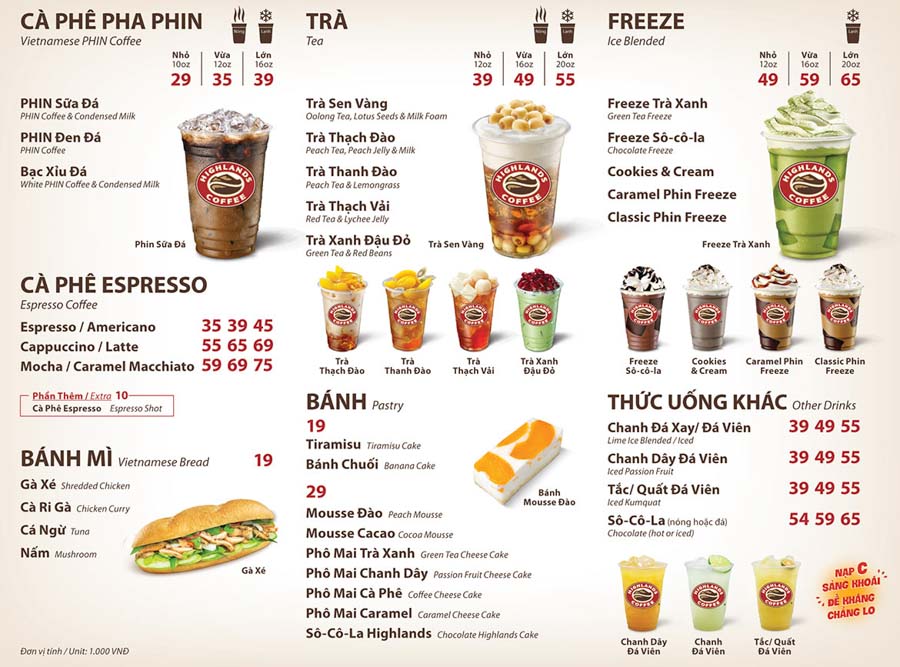 CÀ PHÊ PHA PHIN
Vietnamese PHIN Coffee
Nóng
Lạnh
Nhỏ Vừa Lớn
10oz 12oz 16oz
29 35 39
PHIN Sữa Đá
PHIN Coffee & Condensed Milk
PHIN Đen Đá
PHIN Coffee
Bạc Xỉu Đá
White PHIN Coffee & Condensed Milk
HIGHLANDS
COFFEE
Phin Sữa Đá
CÀ PHÊ ESPRESSO
Espresso Coffee
Espresso / Americano 35 39 45
Cappuccino / Latte 55 65 69
Mocha / Caramel Macchiato 59 69 75
Phần Thêm / Extra 10
Cà Phê Espresso Espresso Shot
BÁNH MÌ Vietnamese Bread 19
Gà Xé Shredded Chicken
Cà Ri Gà Chicken Curry
Cá Ngừ Tuna
Nấm Mushroom
Gà Xé
Đơn vị tính / Unit: 1.000 VNĐ
TRÀ
Tea
Nóng
Lạnh
Nhỏ Vừa Lớn
12oz 16oz 20oz
39 49 55
Trà Sen Vàng
Oolong Tea, Lotus Seeds & Milk Foam
Trà Thạch Đào
Peach Tea, Peach Jelly & Milk
Trà Thanh Đào
Peach Tea & Lemongrass
Trà Thạch Vải
Red Tea & Lychee Jelly
Trà Xanh Đậu Đỏ
Green Tea & Red Beans
HIGHLANDS
COFFEE
Trà Sen Vàng
Trà
Thạch Đào
Trà
Thanh Đào
Trà
Thạch Vải
Trà Xanh
Đậu Đỏ
BÁNH Pastry
19
Tiramisu Tiramisu Cake
Bánh Chuối Banana Cake
29
Mousse Đào Peach Mousse
Mousse Cacao Cocoa Mousse
Phô Mai Trà Xanh Green Tea Cheese Cake
Phô Mai Chanh Dây Passion Fruit Cheese Cake
Phô Mai Cà Phê Coffee Cheese Cake
Phô Mai Caramel Caramel Cheese Cake
Sô-Cô-La Highlands Chocolate Highlands Cake
Bánh
Mousse Đào
FREEZE
Ice Blended
Lạnh
Nhỏ Vừa Lớn
12oz 16oz 20oz
49 59 65
Freeze Trà Xanh
Green Tea Freeze
Freeze Sô-cô-la
Chocolate Freeze
Cookies & Cream
Caramel Phin Freeze
Classic Phin Freeze
HIGHLANDS
COFFEE
Freeze Trà Xanh
Freeze
Sô-cô-la
Cookies
& Cream
Caramel Phin
Freeze
Classic Phin
Freeze
THỨC UỐNG KHÁC Other Drinks
Chanh Đá Xay/ Đá Viên 39 49 55
Lime Ice Blended / Iced
Chanh Dây Đá Viên 39 49 55
Iced Passion Fruit
Tắc/ Quất Đá Viên 39 49 55
Iced Kumquat
Sô-Cô-La (nóng hoặc đá) 54 59 65
Chocolate (hot or iced)
Chanh Dây
Đá Viên
Chanh
Đá Viên
Tắc/ Quất
Đá Viên
NẠP C
SẢNG KHOÁI
ĐỀ KHÁNG
CHẲNG LO